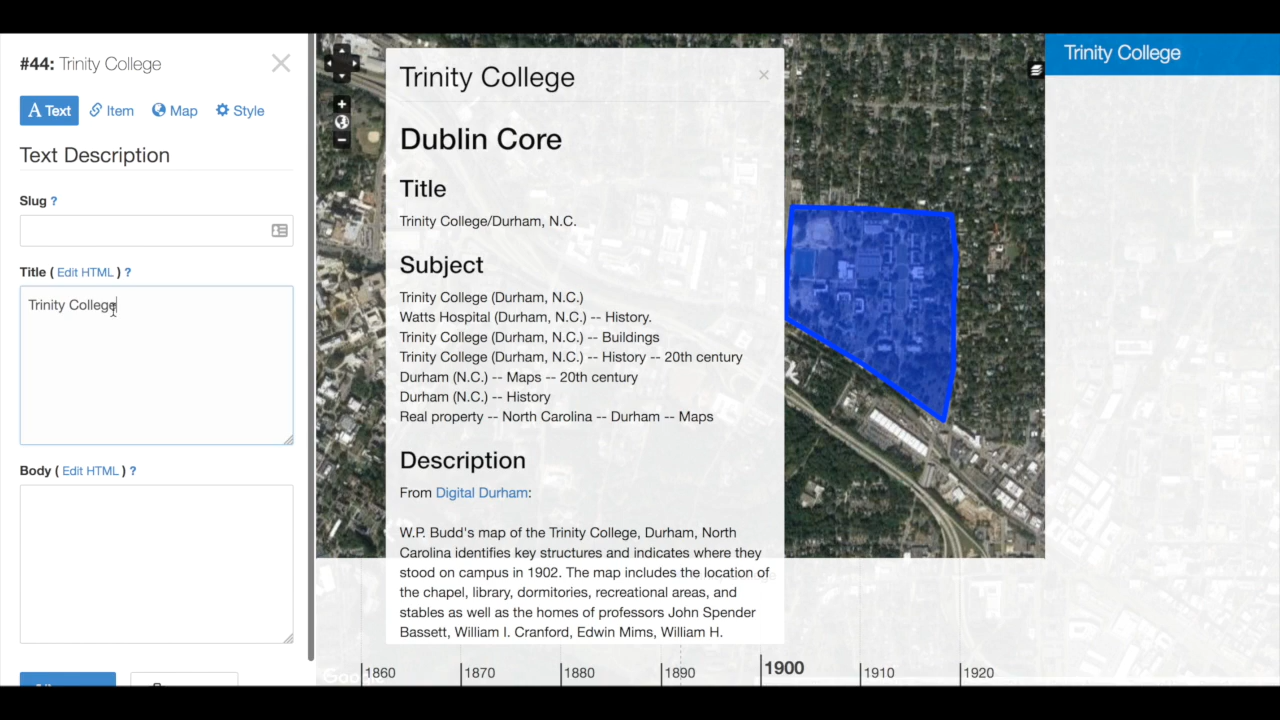 #44: Trinity College
Text
Item
Map
Style
Text Description
Slug ?
Title ( Edit HTML ) ?
Trinity College
Body ( Edit HTML ) ?
Trinity College
Dublin Core
Title
Trinity College/Durham, N.C.
Subject
Trinity College (Durham, N.C.)
Watts Hospital (Durham, N.C.) -- History.
Trinity College (Durham, N.C.) -- Buildings
Trinity College (Durham, N.C.) -- History -- 20th century
Durham (N.C.) -- Maps -- 20th century
Durham (N.C.) -- History
Real property -- North Carolina -- Durham -- Maps
Description
From Digital Durham:
W.P. Budd's map of the Trinity College, Durham, North
Carolina identifies key structures and indicates where they
stood on campus in 1902. The map includes the location of
the chapel, library, dormitories, recreational areas, and
stables as well as the homes of professors John Spender
Bassett, William I. Cranford, Edwin Mims, William H.
Trinity College
Google
1860
1870
1880
1890
1900
1910
1920